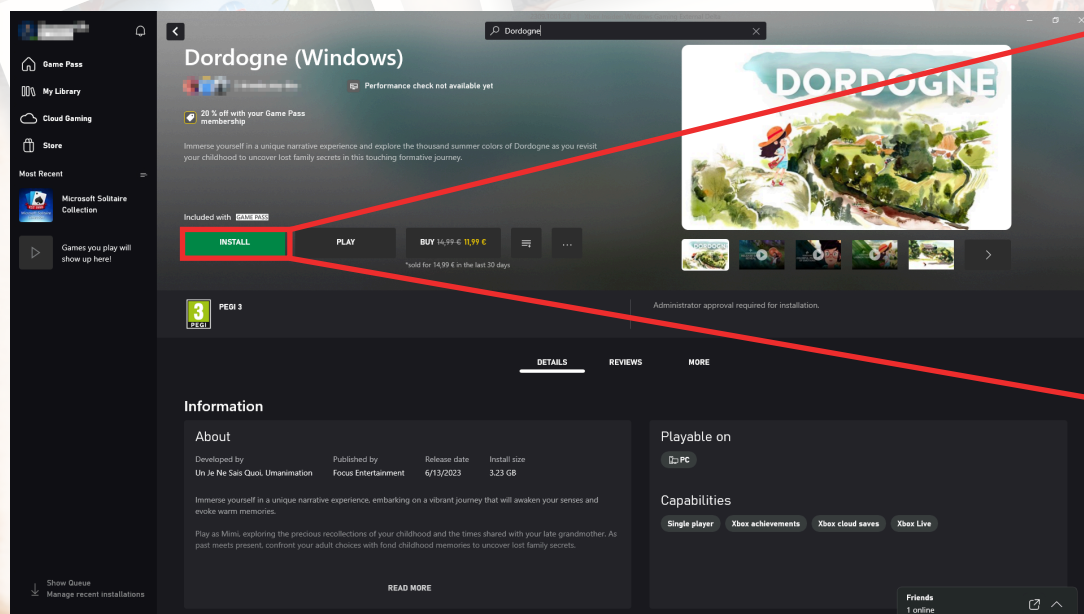 Dordogne
Game Pass
My Library
Cloud Gaming
Store
Most Recent
Microsoft Solitaire
Collection
Games you play will
show up here!
Show Queue
Manage recent installations
Dordogne (Windows)
Performance check not available yet
20 % off with your Game Pass
membership
Immerse yourself in a unique narrative experience and explore the thousand summer colors of Dordogne as you revisit
your childhood to uncover lost family secrets in this touching formative journey.
Included with GAME PASS
INSTALL
PLAY
BUY 14,99 € 11,99 €
...
*sold for 14,99 € in the last 30 days
DORDOGNE
3
PEGI
PEGI 3
Administrator approval required for installation.
DETAILS
REVIEWS
MORE
Information
About
Developed by
Published by
Release date
Install size
Un Je Ne Sais Quoi, Umanimation
Focus Entertainment
6/13/2023
3.23 GB
Immerse yourself in a unique narrative experience, embarking on a vibrant journey that will awaken your senses and
evoke warm memories.
Play as Mimi, exploring the precious recollections of your childhood and the times shared with your late grandmother. As
past meets present, confront your adult choices with fond childhood memories to uncover lost family secrets.
READ MORE
Playable on
PC
Capabilities
Single player
Xbox achievements
Xbox cloud saves
Xbox Live
Friends
1 online